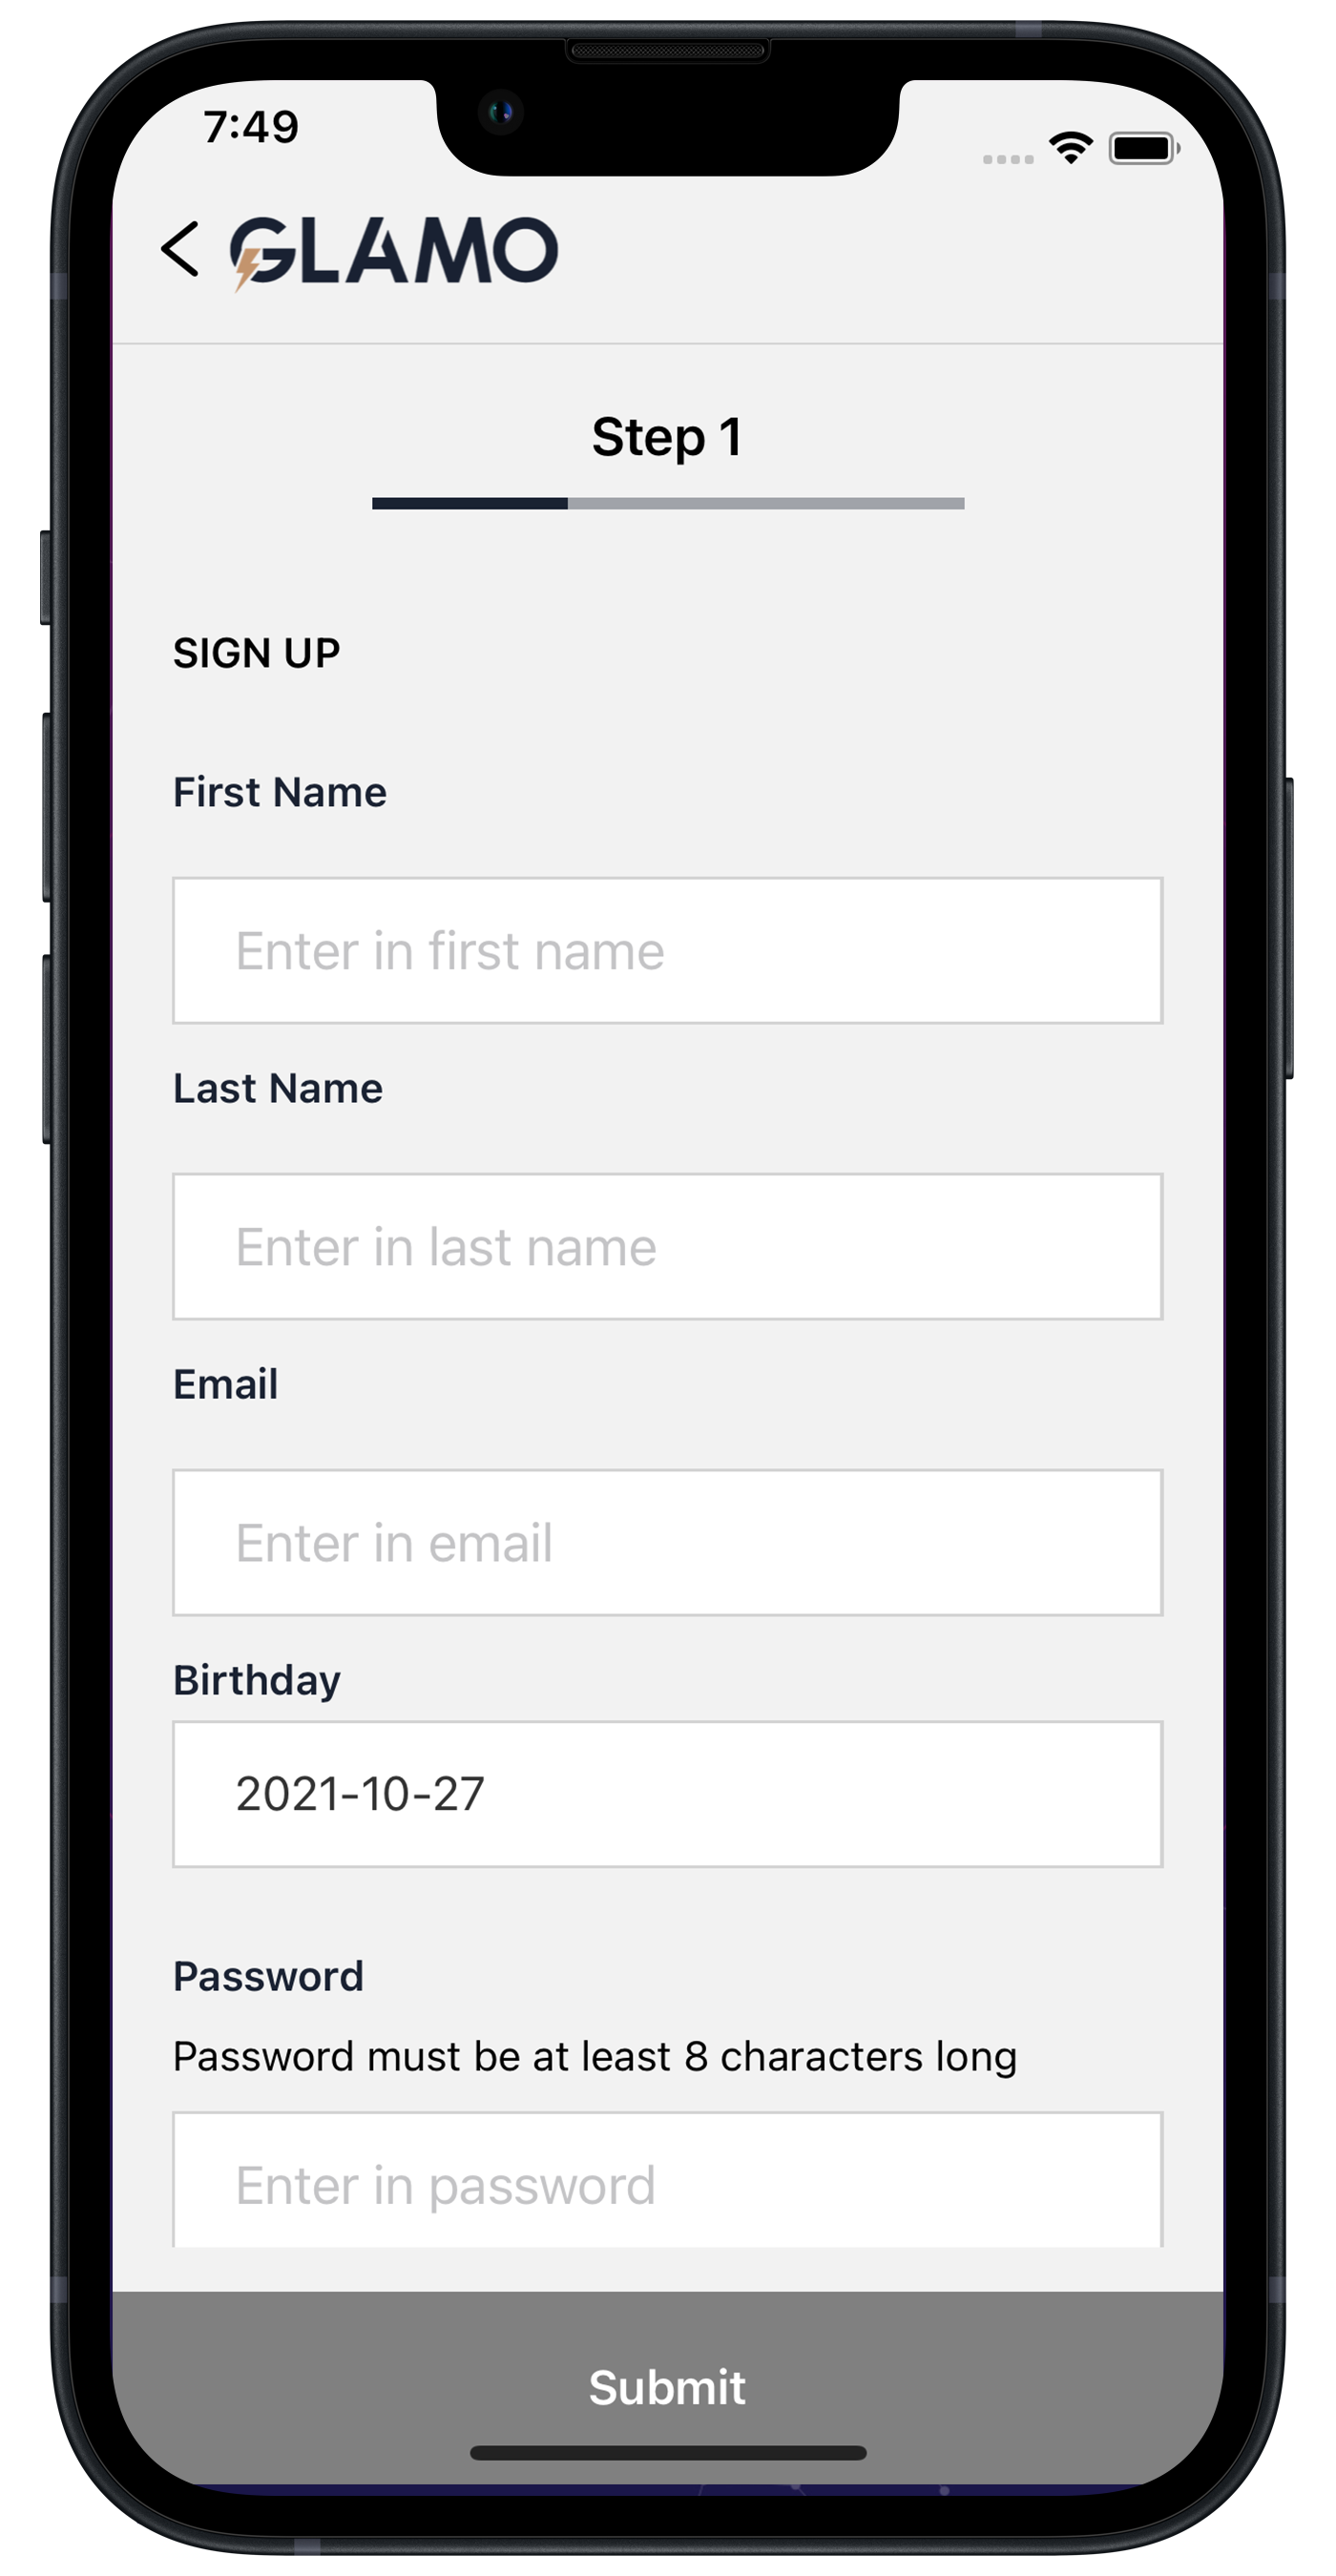 7:49
GLAMO
Step 1
SIGN UP
First Name
Enter in first name
Last Name
Enter in last name
Email
Enter in email
Birthday
2021-10-27
Password
Password must be at least 8 characters long
Enter in password
Submit